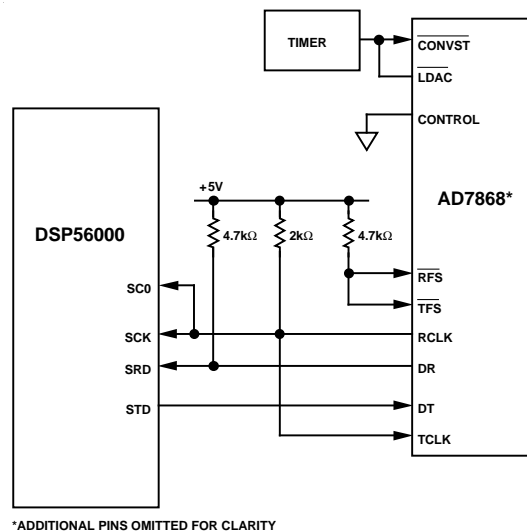 TIMER
CONVST
LDAC
CONTROL
+5V
AD7868*
DSP56000
4.7kΩ
2kΩ
4.7kΩ
SC0
RFS
TFS
SCK
RCLK
SRD
DR
STD
DT
TCLK
*ADDITIONAL PINS OMITTED FOR CLARITY